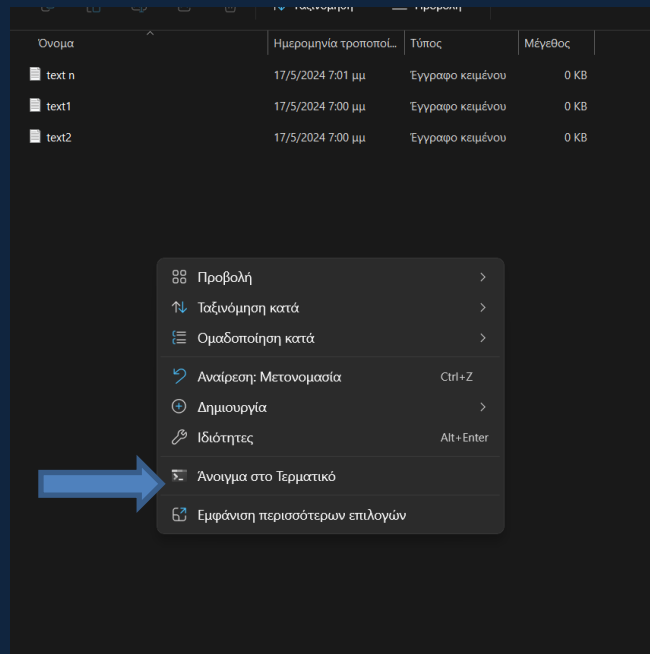 Ταξινόμηση Προβολή
Όνομα Ημερομηνία τροποποί... Τύπος Μέγεθος
text n 17/5/2024 7:01 μμ Έγγραφο κειμένου 0 KB
text1 17/5/2024 7:00 μμ Έγγραφο κειμένου 0 KB
text2 17/5/2024 7:00 μμ Έγγραφο κειμένου 0 KB
Προβολή
Ταξινόμηση κατά
Ομαδοποίηση κατά
Αναίρεση: Μετονομασία Ctrl+Z
Δημιουργία
Ιδιότητες Alt+Enter
Άνοιγμα στο Τερματικό
Εμφάνιση περισσότερων επιλογών